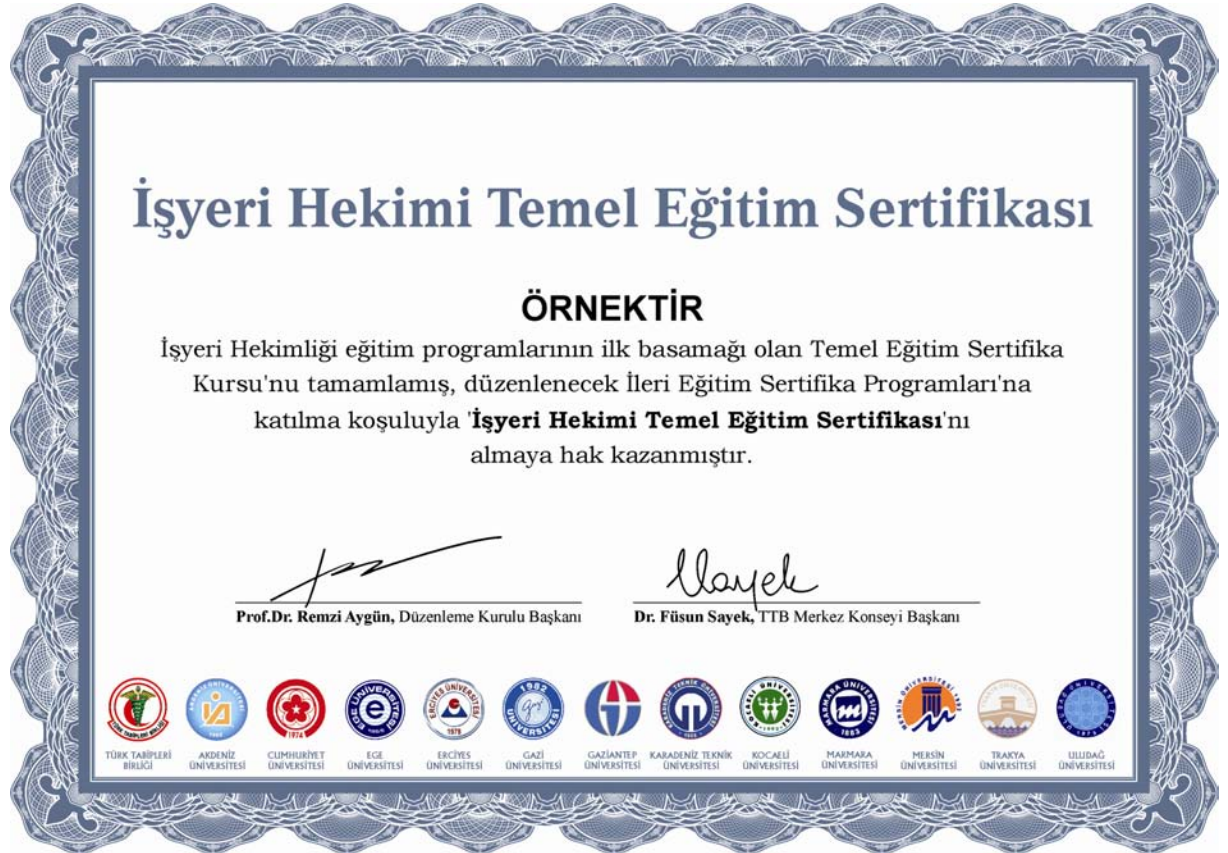 İşyeri Hekimi Temel Eğitim Sertifikası
ÖRNEKTİR
İşyeri Hekimliği eğitim programlarının ilk basamağı olan Temel Eğitim Sertifika
Kursu'nu tamamlamış, düzenlenecek İleri Eğitim Sertifika Programları'na
katılma koşuluyla 'İşyeri Hekimi Temel Eğitim Sertifikası'nı
almaya hak kazanmıştır.
Prof.Dr. Remzi Aygün, Düzenleme Kurulu Başkanı
Dr. Füsun Sayek, TTB Merkez Konseyi Başkanı
TÜRK TABİPLERİ BİRLİĞİ
AKDENİZ ÜNİVERSİTESİ
CUMHURİYET ÜNİVERSİTESİ
EGE ÜNİVERSİTESİ
ERCİYES ÜNİVERSİTESİ
GAZİ ÜNİVERSİTESİ
GAZİANTEP ÜNİVERSİTESİ
KARADENİZ TEKNİK ÜNİVERSİTESİ
KOCAELİ ÜNİVERSİTESİ
MARMARA ÜNİVERSİTESİ
MERSİN ÜNİVERSİTESİ
TRAKYA ÜNİVERSİTESİ
ULUDAĞ ÜNİVERSİTESİ